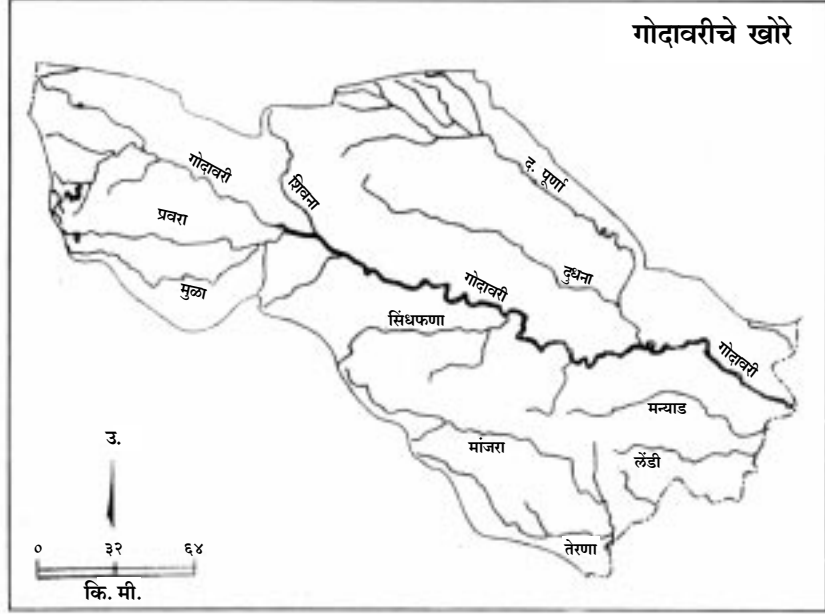 गोदावरीचे खोरे
गोदावरी
शिवना
द. पूर्णा
प्रवरा
मुळा
दुधना
गोदावरी
सिंधफणा
गोदावरी
मन्याड
मांजरा
लेंडी
तेरणा
उ.
० ३२ ६४
कि. मी.